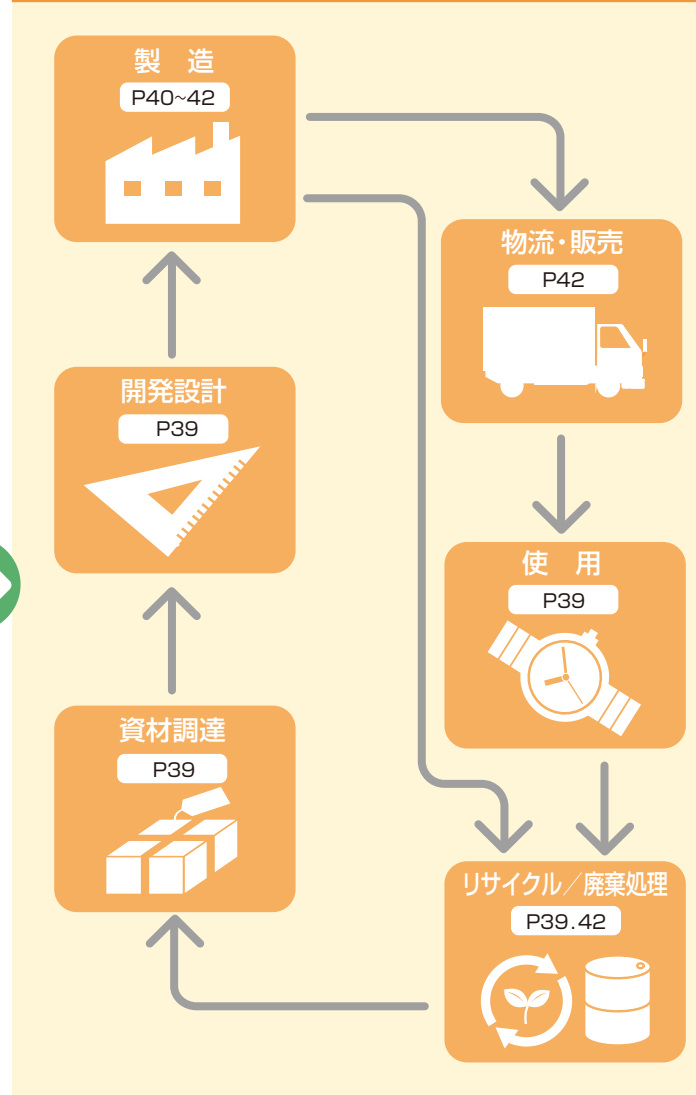 製　造
P40~42
物流・販売
P42
開発設計
P39
使　用
P39
資材調達
P39
リサイクル／廃棄処理
P39.42